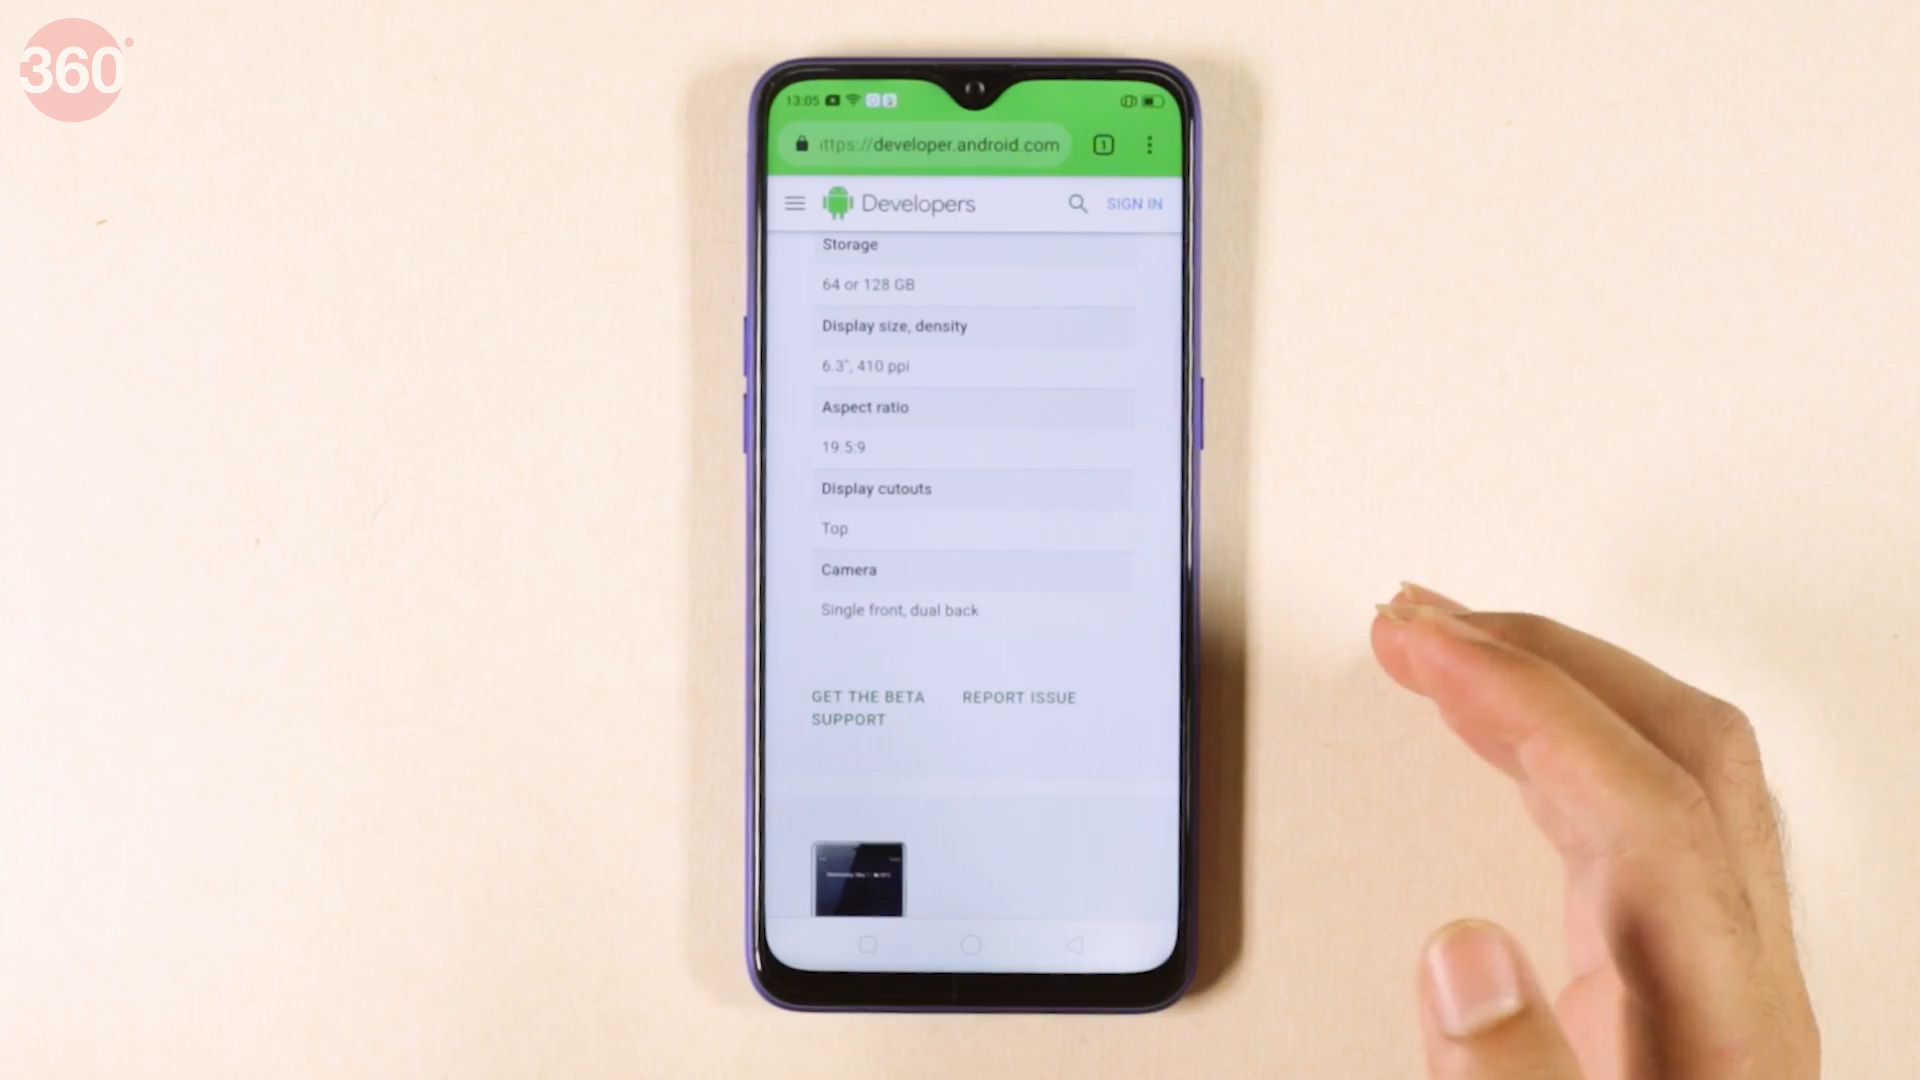 360°
13:05
ttps://developer.android.com
1
Developers
SIGN IN
Storage
64 or 128 GB
Display size, density
6.3", 410 ppi
Aspect ratio
19.5:9
Display cutouts
Top
Camera
Single front, dual back
GET THE BETA
REPORT ISSUE
SUPPORT